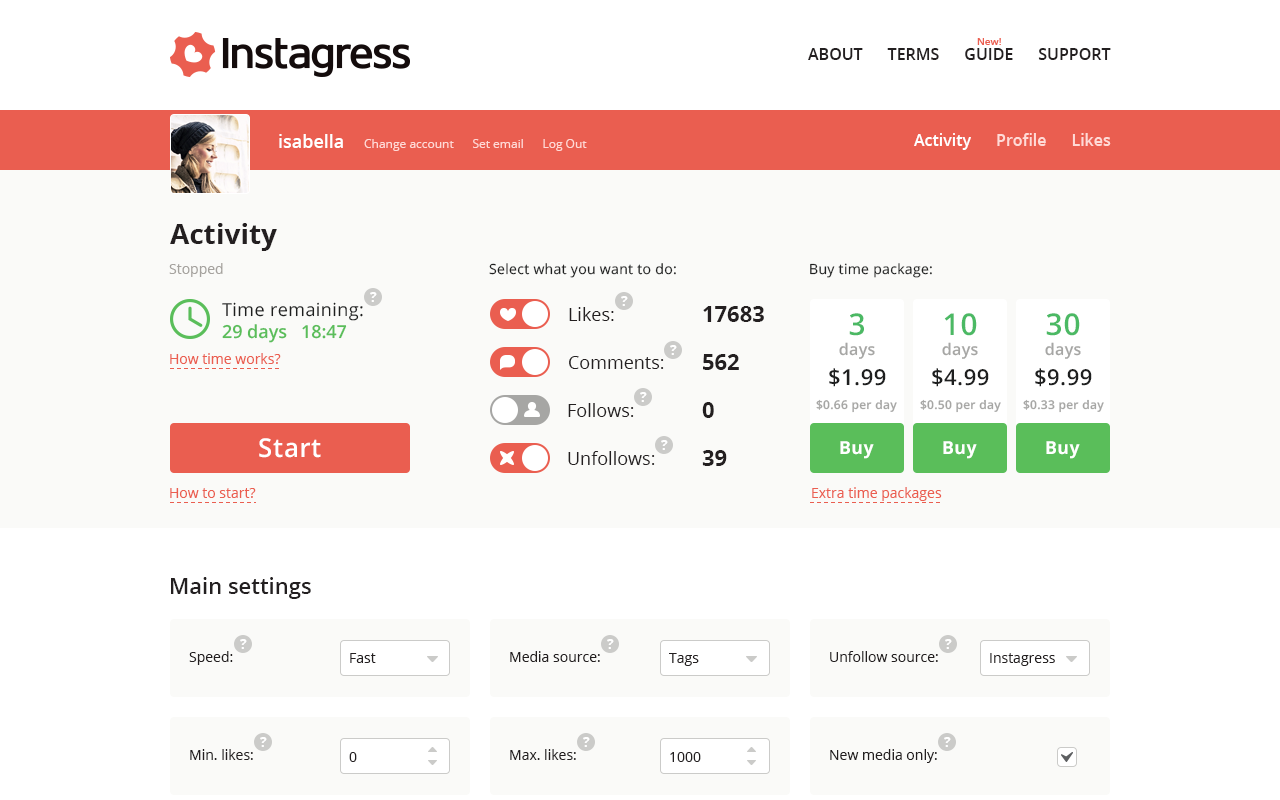 Instagress
ABOUT TERMS New! GUIDE SUPPORT
isabella Change account Set email Log Out
Activity Profile Likes
Activity
Stopped
Time remaining: ?
29 days 18:47
How time works?
Start
How to start?
Select what you want to do:
Likes: ? 17683
Comments: ? 562
Follows: ? 0
Unfollows: ? 39
Buy time package:
3 10 30
days days days
$1.99 $4.99 $9.99
$0.66 per day $0.50 per day $0.33 per day
Buy Buy Buy
Extra time packages
Main settings
Speed: ? Fast
Media source: ? Tags
Unfollow source: ? Instagress
Min. likes: ? 0
Max. likes: ? 1000
New media only: ?